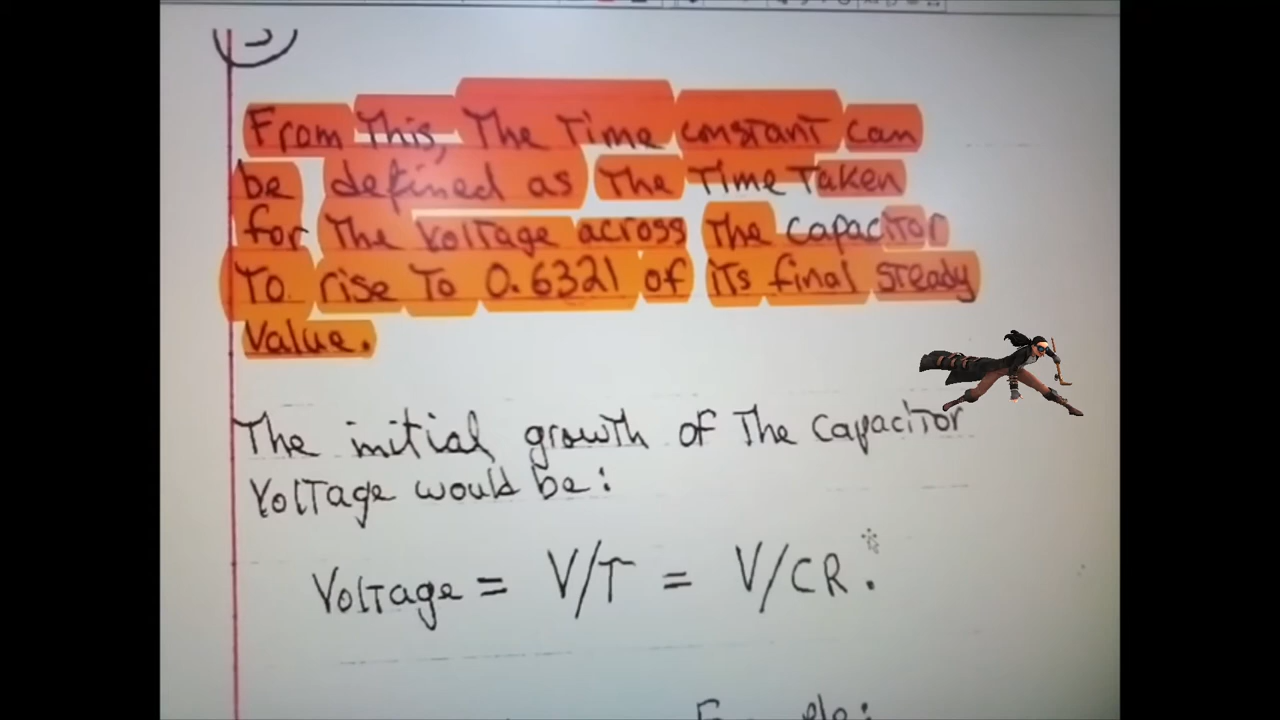 From This, The Time constant can
be defined as The Time Taken
for The Voltage across The capacitor
To rise To 0.6321 of iTs final steady
Value.
The initial growth of The Capacitor
Voltage would be:
Voltage = V/T = V/CR.